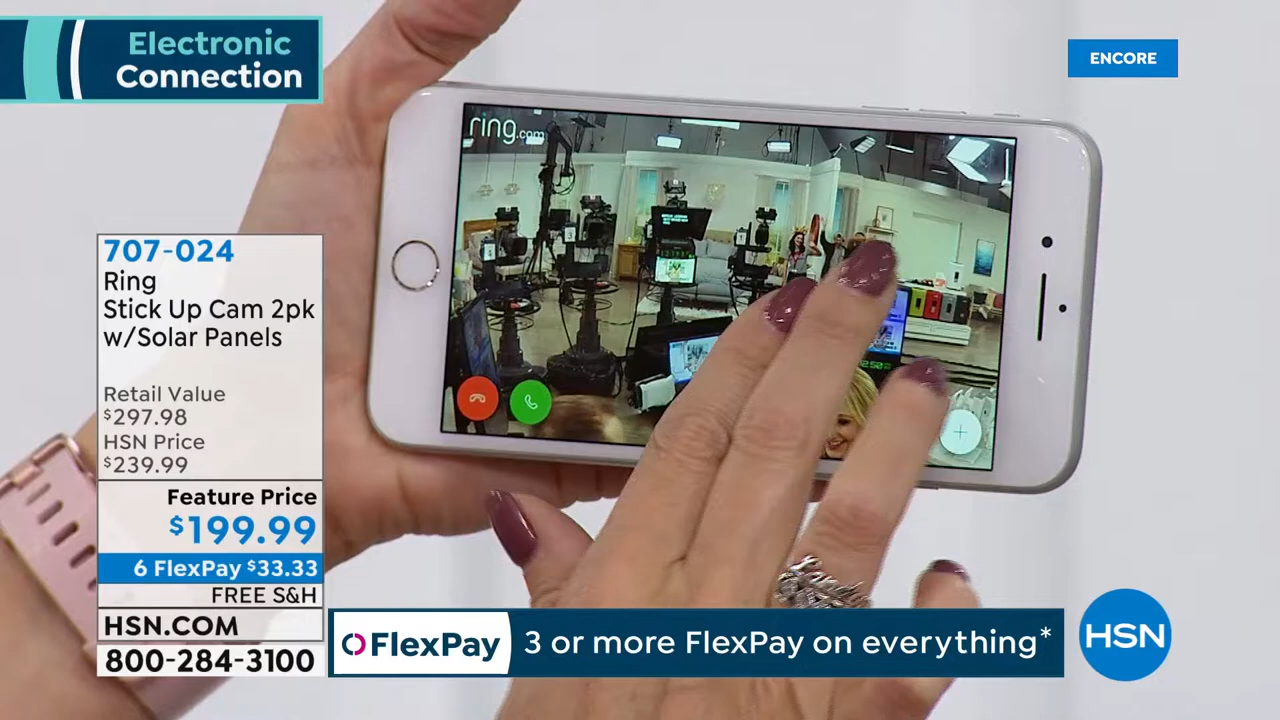 Electronic
Connection
ENCORE
ring.com
707-024
Ring
Stick Up Cam 2pk
w/Solar Panels
Retail Value
$297.98
HSN Price
$239.99
Feature Price
$199.99
6 FlexPay $33.33
FREE S&H
HSN.COM
800-284-3100
FlexPay
3 or more FlexPay on everything*
HSN